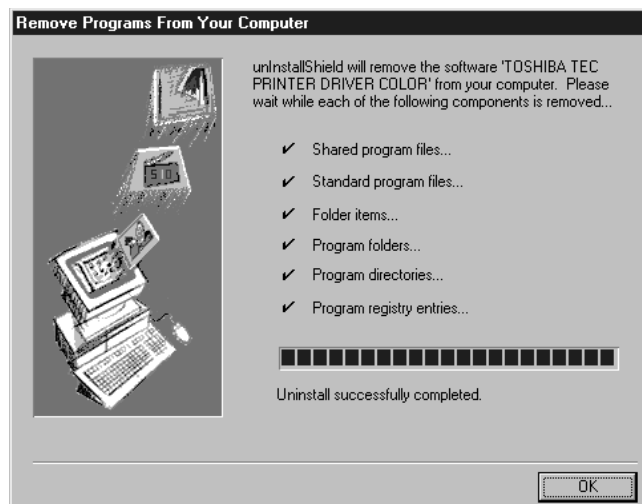 Remove Programs From Your Computer
unInstallShield will remove the software 'TOSHIBA TEC
PRINTER DRIVER COLOR' from your computer. Please
wait while each of the following components is removed...
✔ Shared program files...
✔ Standard program files...
✔ Folder items...
✔ Program folders...
✔ Program directories...
✔ Program registry entries...
Uninstall successfully completed.
OK